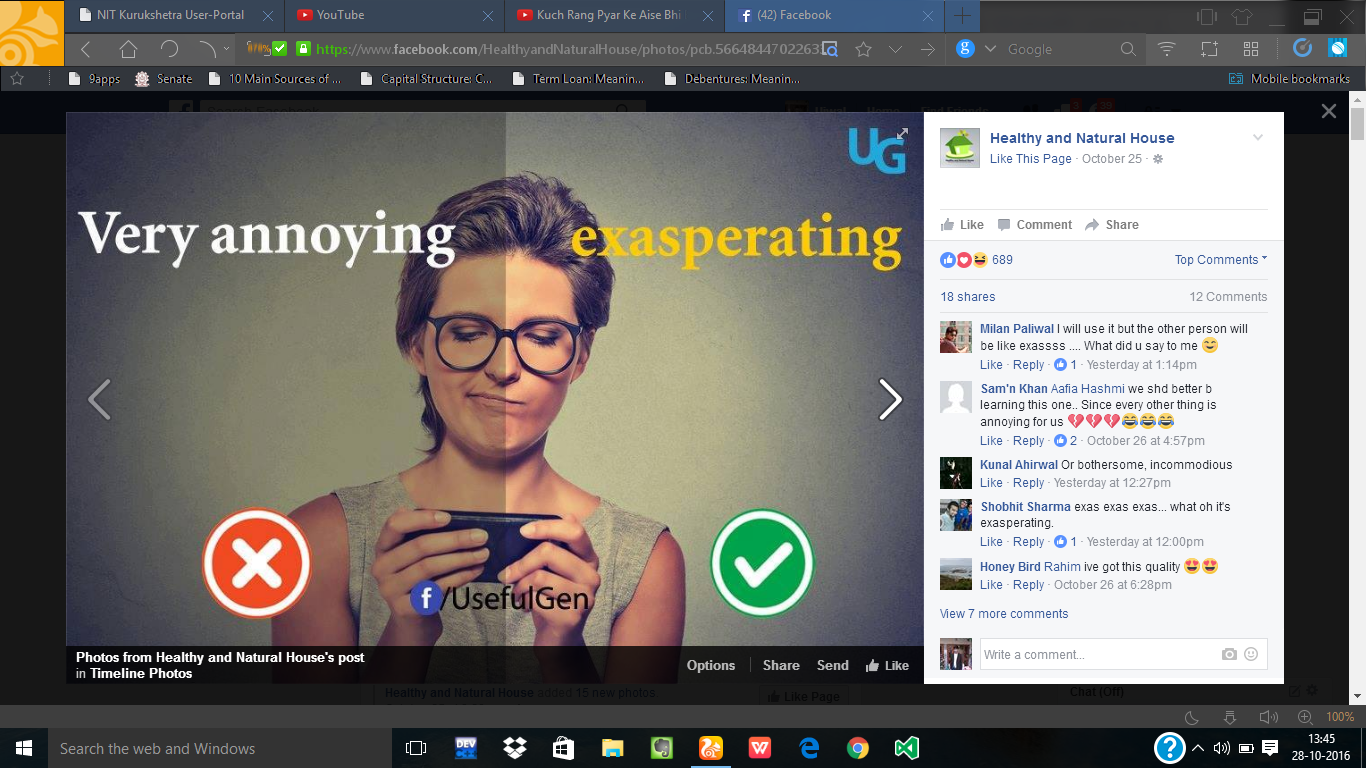 NIT Kurukshetra User-Portal
YouTube
Kuch Rang Pyar Ke Aise Bhi
(42) Facebook
https://www.facebook.com/HealthyandNaturalHouse/photos/pcb.566484470226
Google
9apps
Senate
10 Main Sources of ...
Capital Structure: C...
Term Loan: Meanin...
Debentures: Meanin...
Mobile bookmarks
UG
Very annoying
exasperating
/UsefulGen
Photos from Healthy and Natural House's post
in Timeline Photos
Options
Share
Send
Like
Healthy and Natural House
Like This Page · October 25
Like
Comment
Share
689
Top Comments
18 shares
12 Comments
Milan Paliwal I will use it but the other person will
be like exassss .... What did u say to me
Like · Reply · 1 · Yesterday at 1:14pm
Sam'n Khan Aafia Hashmi we shd better b
learning this one.. Since every other thing is
annoying for us 💔💔💔😂😂😂
Like · Reply · 2 · October 26 at 4:57pm
Kunal Ahirwal Or bothersome, incommodious
Like · Reply · Yesterday at 12:27pm
Shobhit Sharma exas exas exas... what oh it's
exasperating.
Like · Reply · 1 · Yesterday at 12:00pm
Honey Bird Rahim ive got this quality 😍😍
Like · Reply · October 26 at 6:28pm
View 7 more comments
Write a comment...
Healthy and Natural House added 15 new photos
Like Page
Chat (Off)
100%
Search the web and Windows
DEV
13:45
28-10-2016